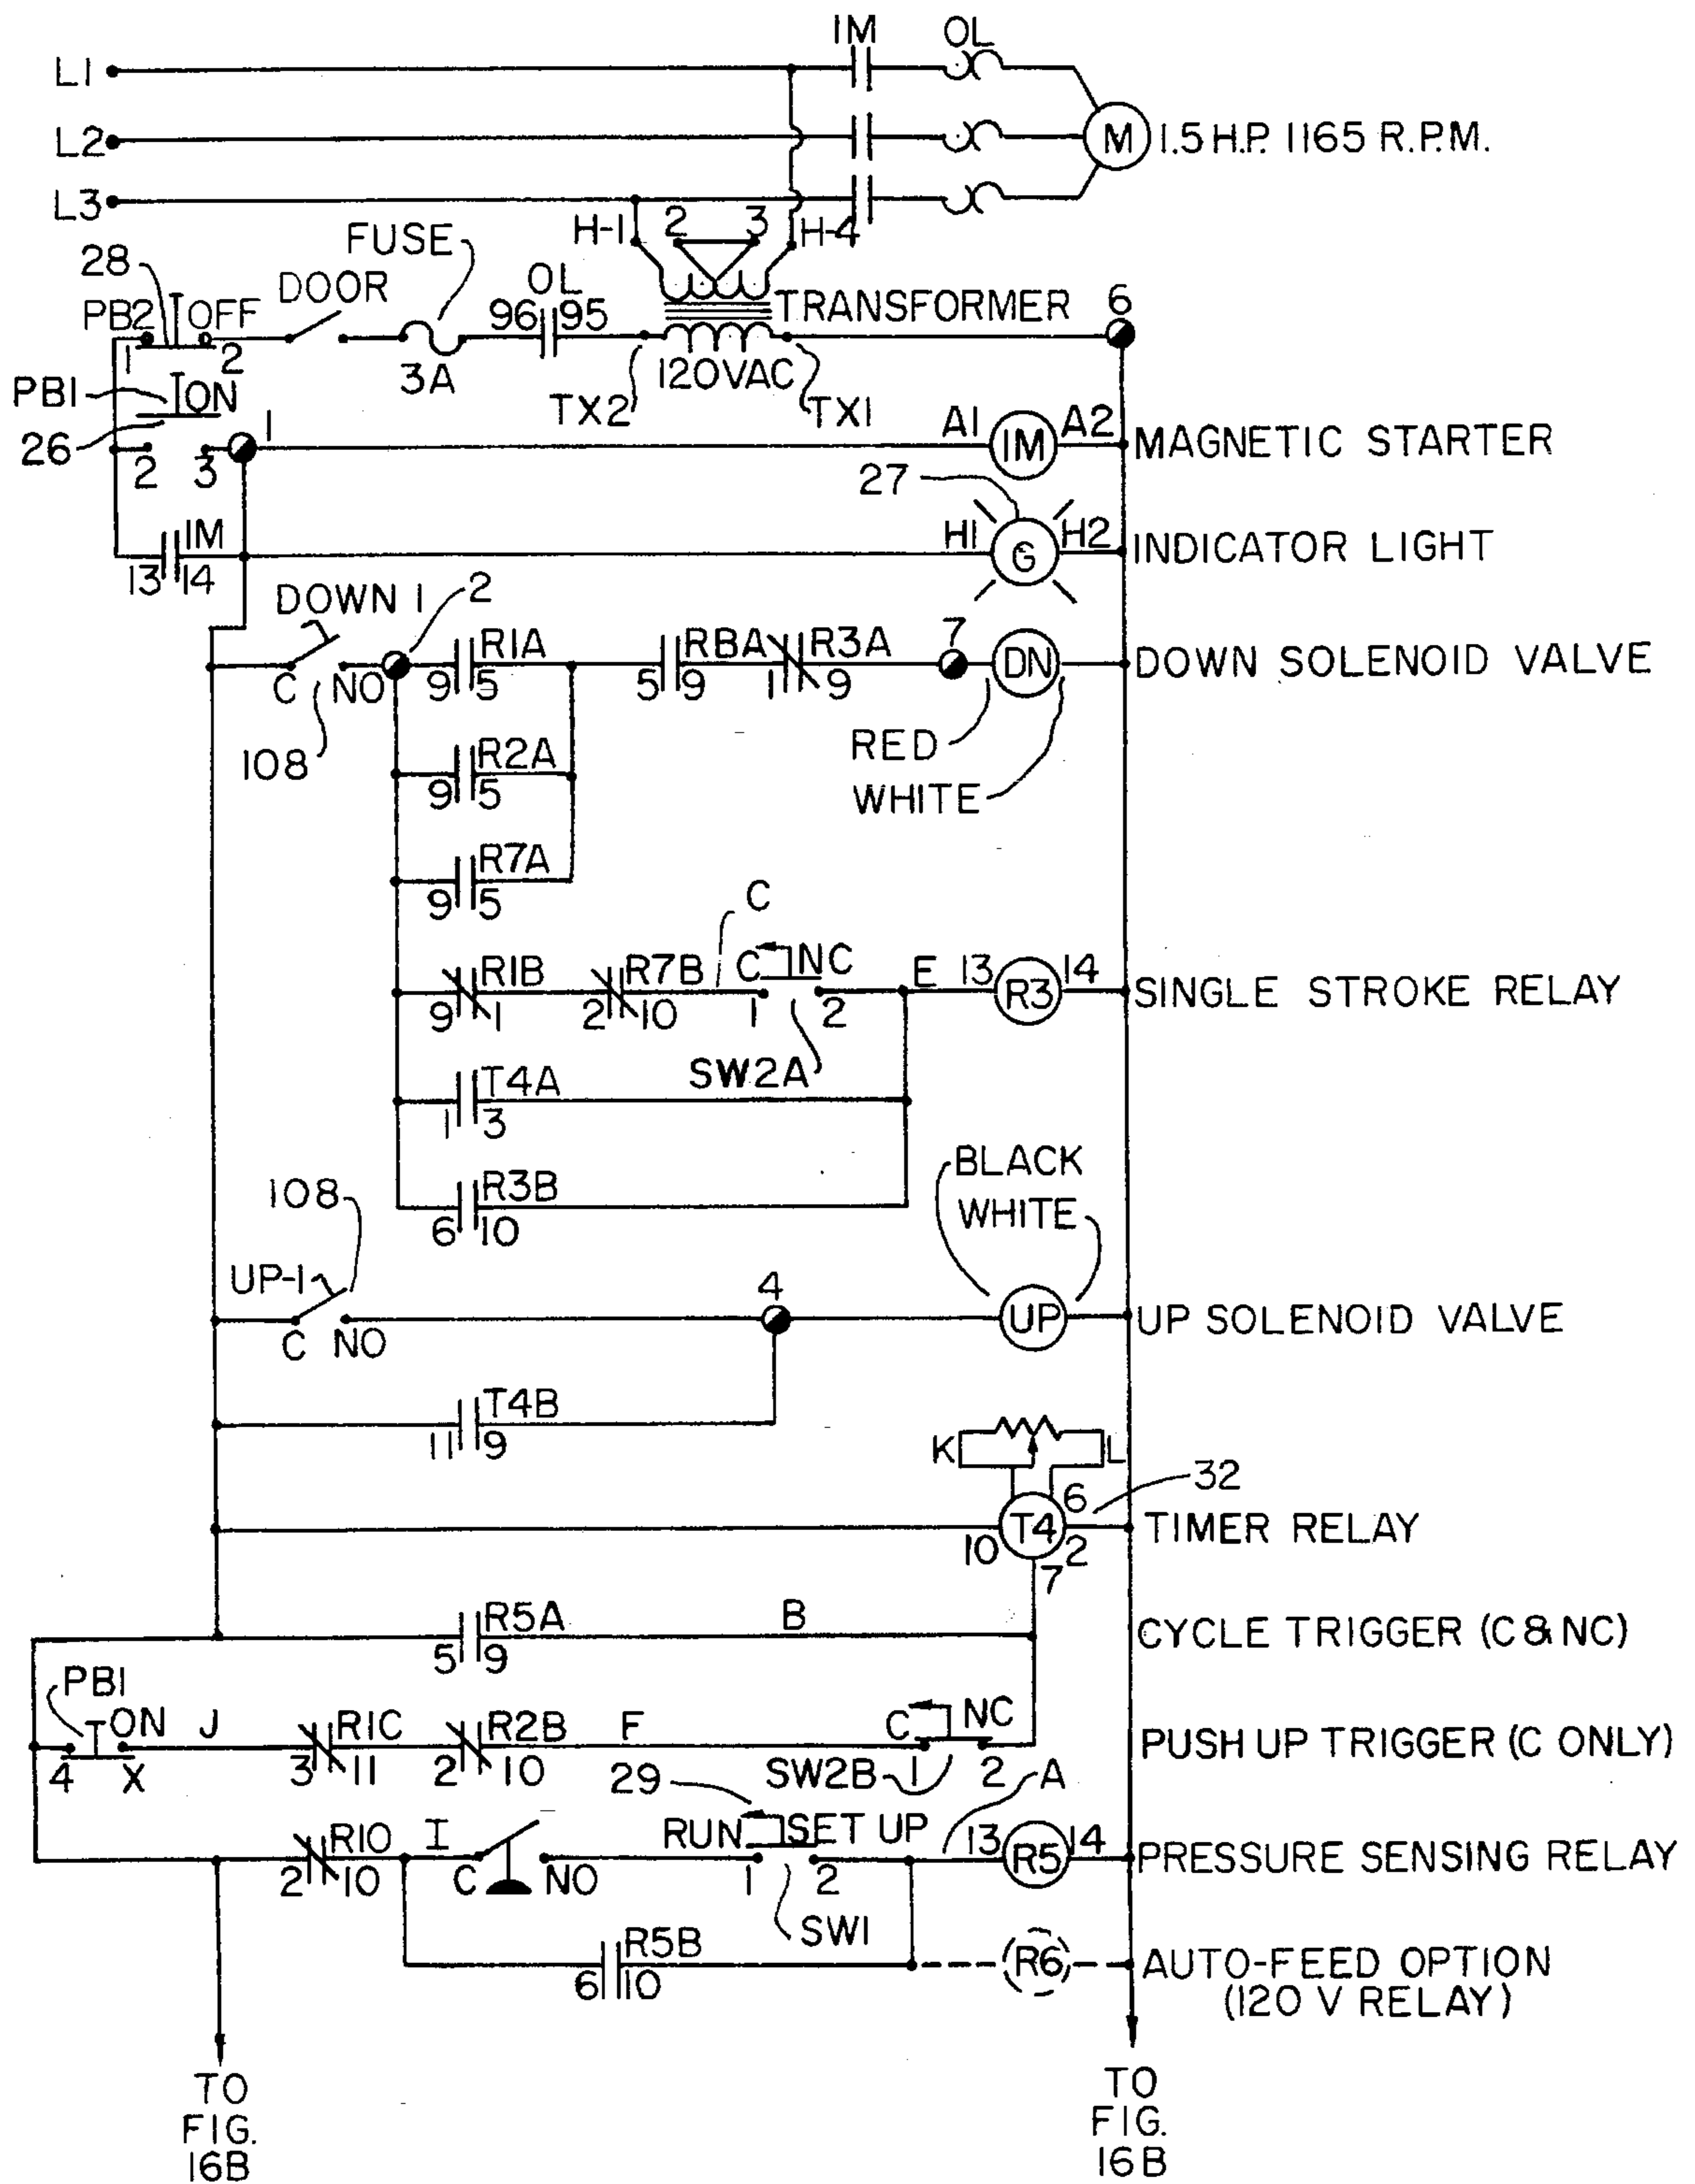 1M OL
L1
L2 M 1.5 H.P. 1165 R.P.M.
L3
H-1 2 3 H-4
FUSE
28 DOOR OL
PB2 OFF 96 95 TRANSFORMER 6
1 2 3A 120VAC
PB1 ON TX2 TX1
26 2 3 1 A1 1M A2 MAGNETIC STARTER
27
1M H1 G H2 INDICATOR LIGHT
13 14
DOWN 1 2
R1A R8A R3A 7 DN DOWN SOLENOID VALVE
C NO 9 5 5 9 1 9
108 RED
WHITE
R2A
9 5
R7A
9 5
C
R1B R7B C NC E 13 R3 14 SINGLE STROKE RELAY
9 1 2 10 1 2
SW2A
T4A
1 3
BLACK
WHITE
108 R3B
6 10
UP-1 4 UP UP SOLENOID VALVE
C NO
T4B
11 9
K L
6 32
T4 TIMER RELAY
10 2
7
R5A B CYCLE TRIGGER (C & NC)
5 9
PB1
ON J R1C R2B F C NC PUSH UP TRIGGER (C ONLY)
4 X 3 11 2 10 SW2B 1 2 A
29
R10 I RUN SET UP 13 R5 14 PRESSURE SENSING RELAY
2 10 C NO 1 2
SW1
R5B R6 AUTO-FEED OPTION
6 10 (120 V RELAY)
TO
FIG.
16B
TO
FIG.
16B